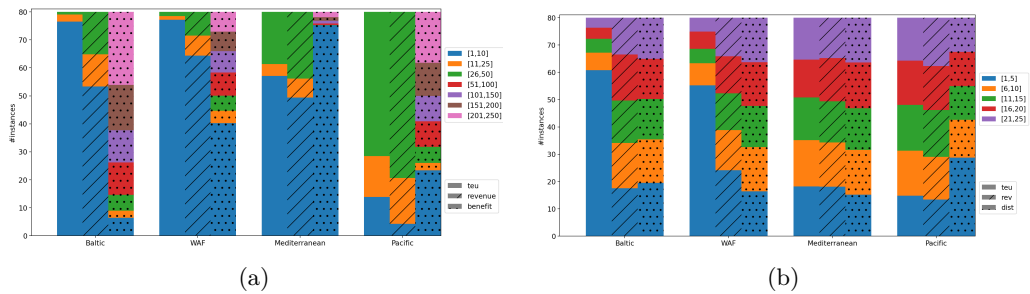 80
70
60
50
40
30
20
10
0
#instances
Baltic
WAF
Mediterranean
Pacific
[1,10]
[11,25]
[26,50]
[51,100]
[101,150]
[151,200]
[201,250]
teu
revenue
benefit
(a)
80
70
60
50
40
30
20
10
0
#instances
Baltic
WAF
Mediterranean
Pacific
[1,5]
[6,10]
[11,15]
[16,20]
[21,25]
teu
rev
dist
(b)